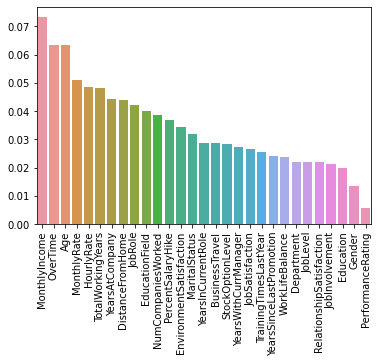 0.07
0.06
0.05
0.04
0.03
0.02
0.01
0.00
MonthlyIncome
OverTime
Age
MonthlyRate
HourlyRate
TotalWorkingYears
YearsAtCompany
DistanceFromHome
JobRole
EducationField
NumCompaniesWorked
PercentSalaryHike
EnvironmentSatisfaction
MaritalStatus
YearsInCurrentRole
BusinessTravel
StockOptionLevel
YearsWithCurrManager
JobSatisfaction
TrainingTimesLastYear
YearsSinceLastPromotion
WorkLifeBalance
Department
JobLevel
RelationshipSatisfaction
JobInvolvement
Education
Gender
PerformanceRating